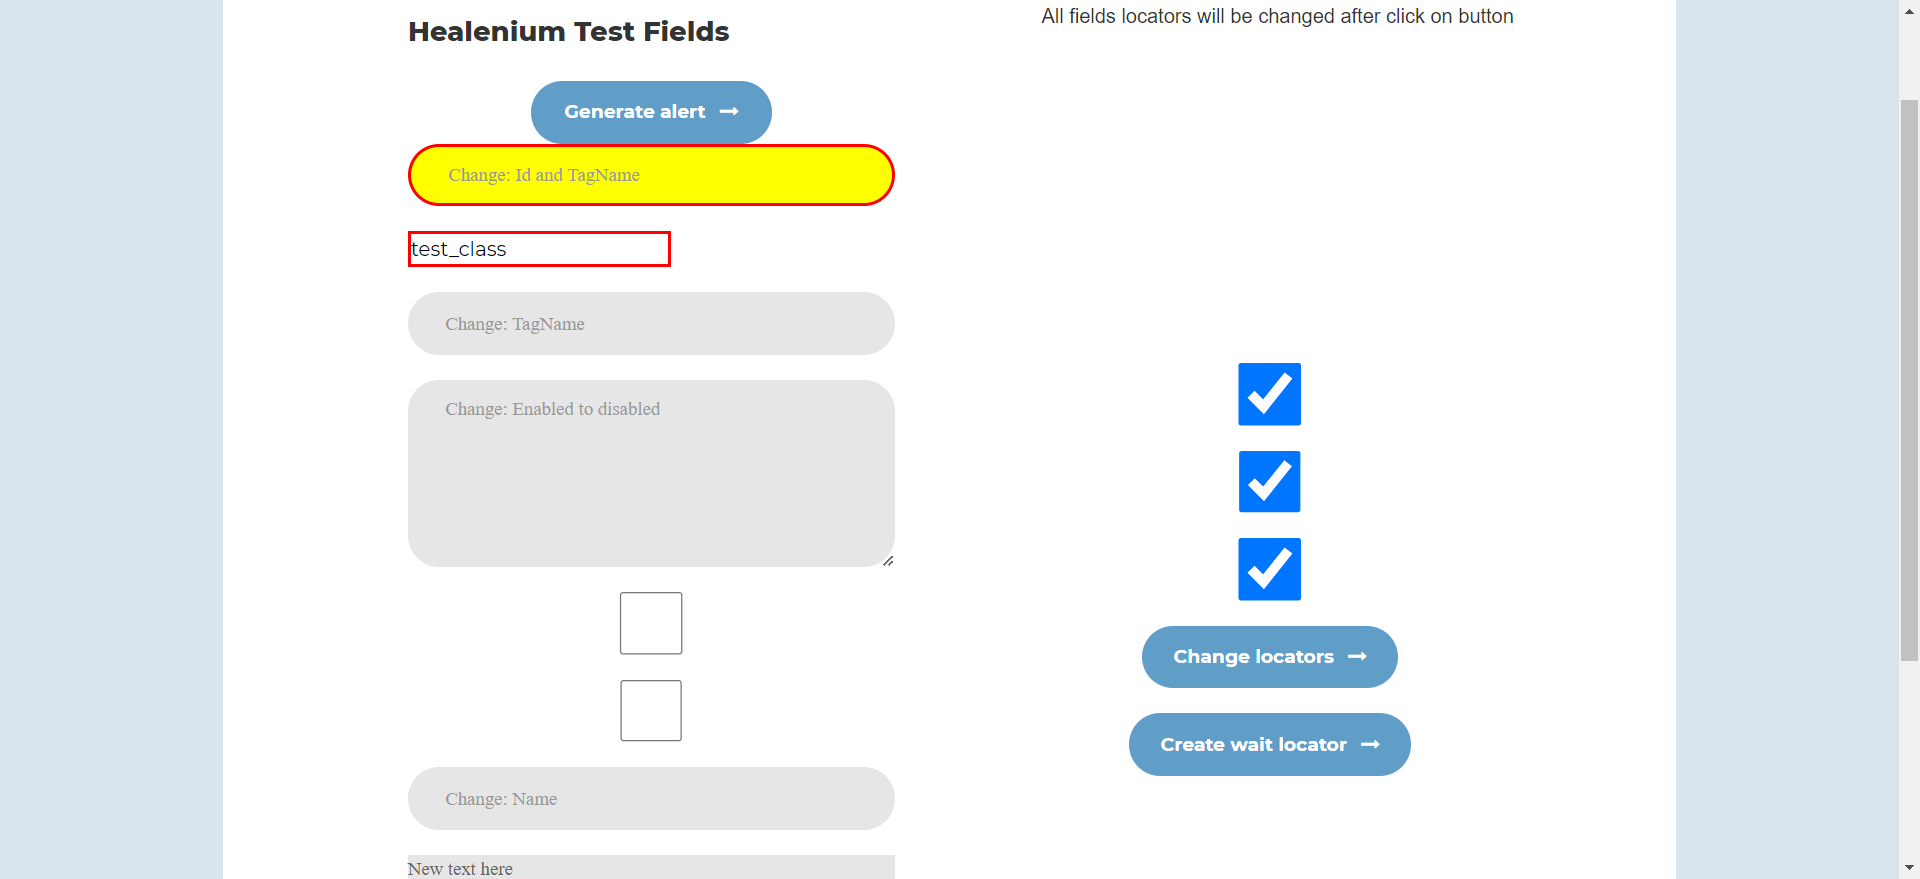 Healenium Test Fields
All fields locators will be changed after click on button
Generate alert
Change: Id and TagName
test_class
Change: TagName
Change: Enabled to disabled
Change locators
Create wait locator
Change: Name
New text here